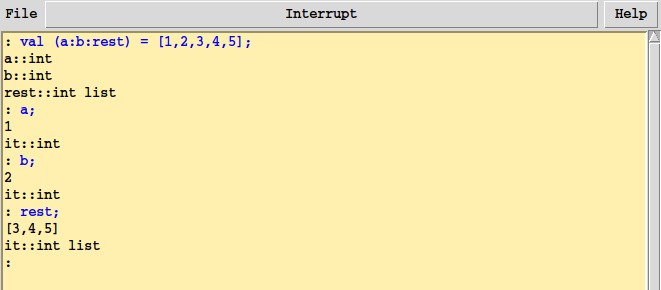 File Interrupt Help
: val (a:b:rest) = [1,2,3,4,5];
a::int
b::int
rest::int list
: a;
1
it::int
: b;
2
it::int
: rest;
[3,4,5]
it::int list
: